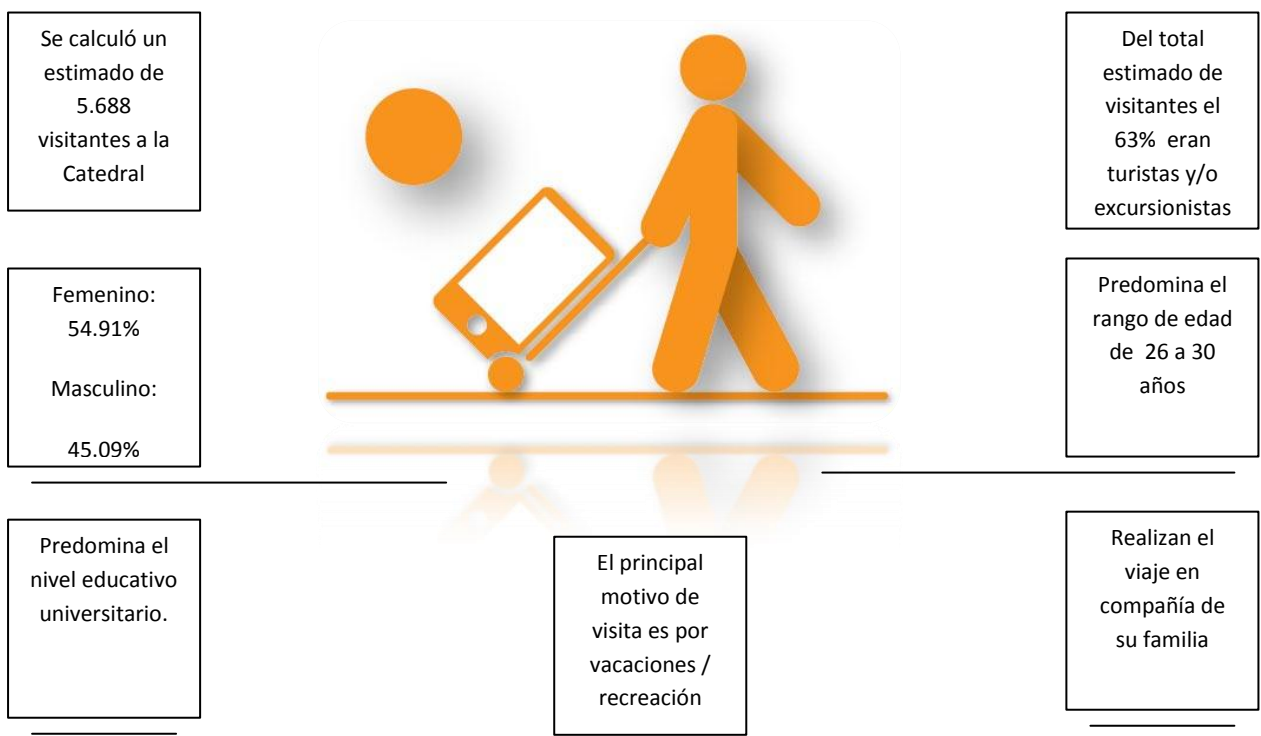 Se calculó un
estimado de
5.688
visitantes a la
Catedral
Del total
estimado de
visitantes el
63% eran
turistas y/o
excursionistas
Femenino:
54.91%
Masculino:
45.09%
Predomina el
rango de edad
de 26 a 30
años
Predomina el
nivel educativo
universitario.
El principal
motivo de
visita es por
vacaciones /
recreación
Realizan el
viaje en
compañía de
su familia